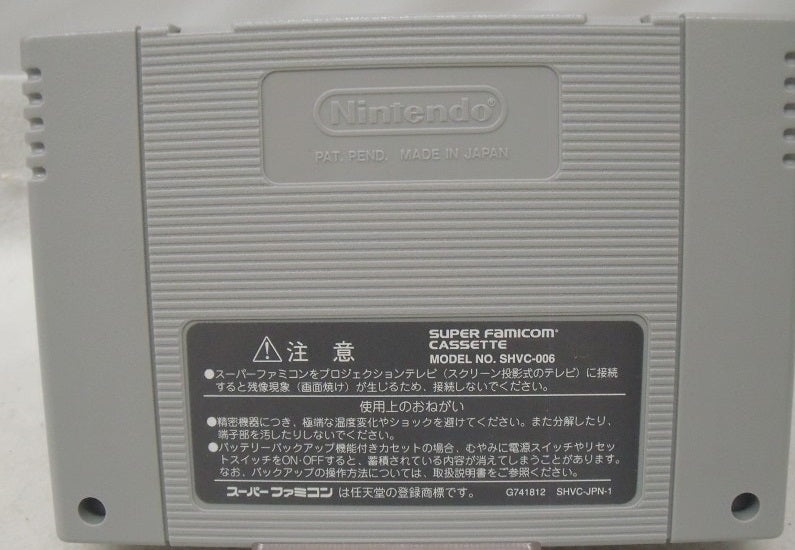 Nintendo®
PAT. PEND. MADE IN JAPAN
⚠注 意
SUPER FAMICOM®
CASSETTE
MODEL NO. SHVC-006
●スーパーファミコンをプロジェクションテレビ（スクリーン投影式のテレビ）に接続
すると残像現象（画面焼け）が生じるため、接続しないでください。
使用上のおねがい
●精密機器につき、極端な温度変化やショックを避けてください。また分解したり、
端子部を汚したりしないでください。
●バッテリーバックアップ機能付きカセットの場合、むやみに電源スイッチやリセッ
トスイッチをON・OFFすると、蓄積されている内容が消えてしまうことがあります。
なお、バックアップの操作方法については、取扱説明書をご参照ください。
スーパーファミコン は任天堂の登録商標です。 G741812 SHVC-JPN-1